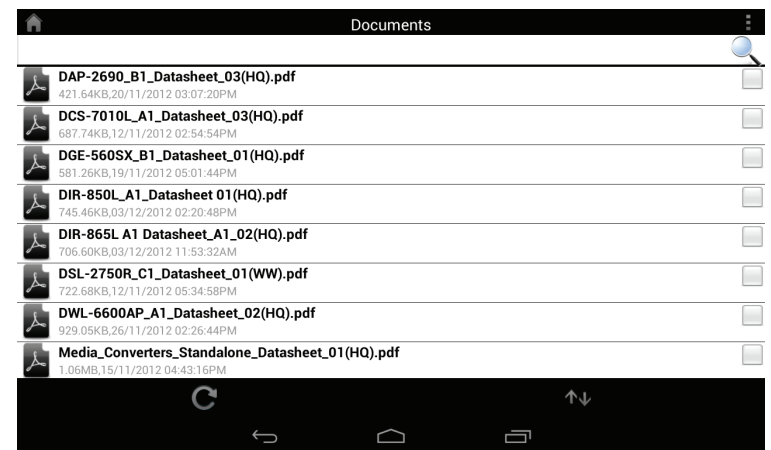 Documents
DAP-2690_B1_Datasheet_03(HQ).pdf
421.64KB,20/11/2012 03:07:20PM
DCS-7010L_A1_Datasheet_03(HQ).pdf
687.74KB,12/11/2012 02:54:54PM
DGE-560SX_B1_Datasheet_01(HQ).pdf
581.26KB,19/11/2012 05:01:44PM
DIR-850L_A1_Datasheet 01(HQ).pdf
745.46KB,03/12/2012 02:20:48PM
DIR-865L A1 Datasheet_A1_02(HQ).pdf
706.60KB,03/12/2012 11:53:32AM
DSL-2750R_C1_Datasheet_01(WW).pdf
722.68KB,12/11/2012 05:34:58PM
DWL-6600AP_A1_Datasheet_02(HQ).pdf
929.05KB,26/11/2012 02:26:44PM
Media_Converters_Standalone_Datasheet_01(HQ).pdf
1.06MB,15/11/2012 04:43:16PM